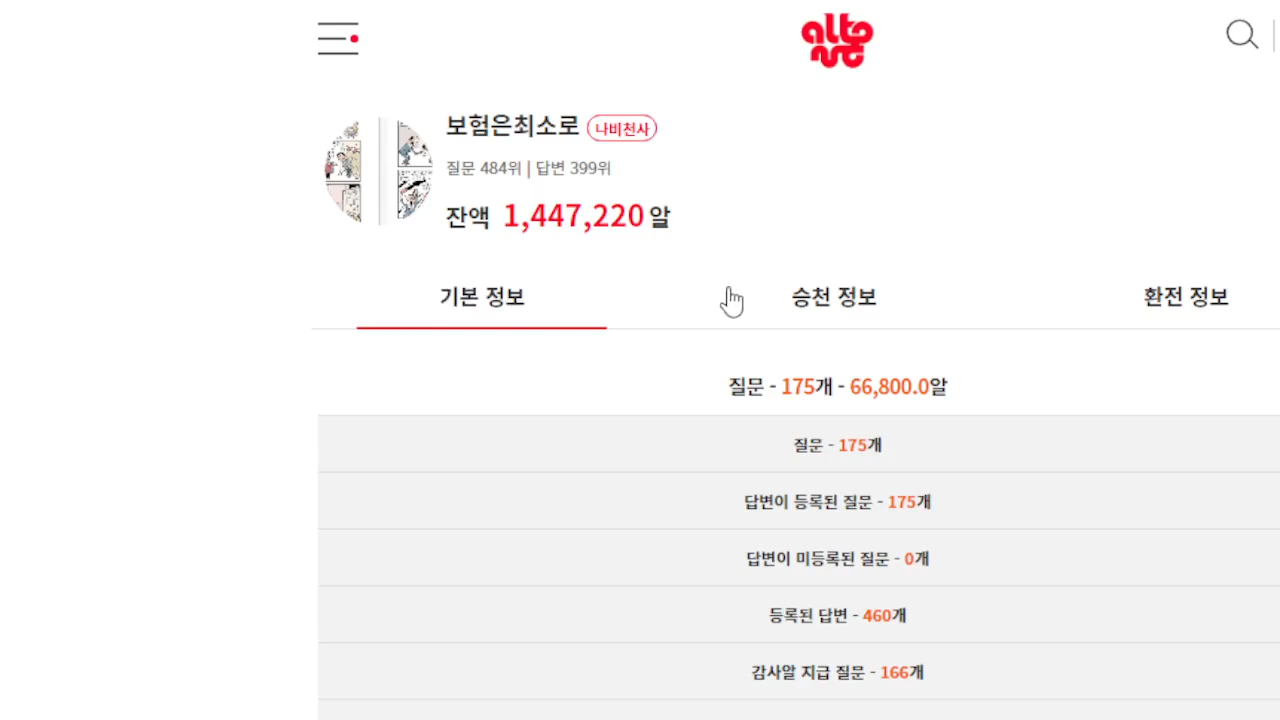 보험은최소로 나비천사
질문 484위 | 답변 399위
잔액 1,447,220 알
기본 정보 승천 정보 환전 정보
질문 - 175개 - 66,800.0알
질문 - 175개
답변이 등록된 질문 - 175개
답변이 미등록된 질문 - 0개
등록된 답변 - 460개
감사알 지급 질문 - 166개